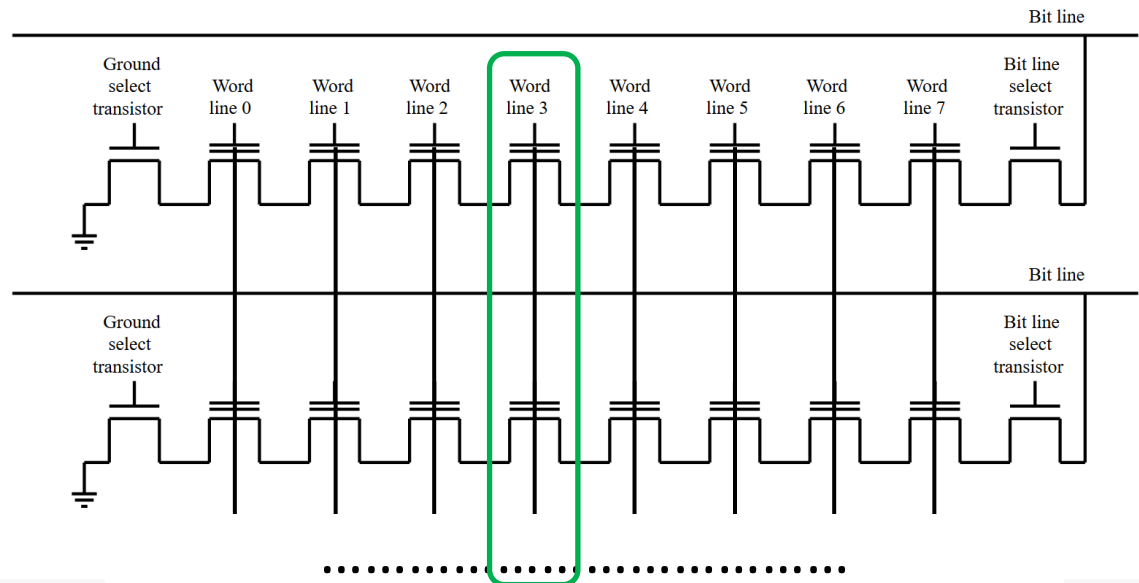 Bit line
Ground
select
transistor
Word
line 0
Word
line 1
Word
line 2
Word
line 3
Word
line 4
Word
line 5
Word
line 6
Word
line 7
Bit line
select
transistor
Bit line
Ground
select
transistor
Bit line
select
transistor